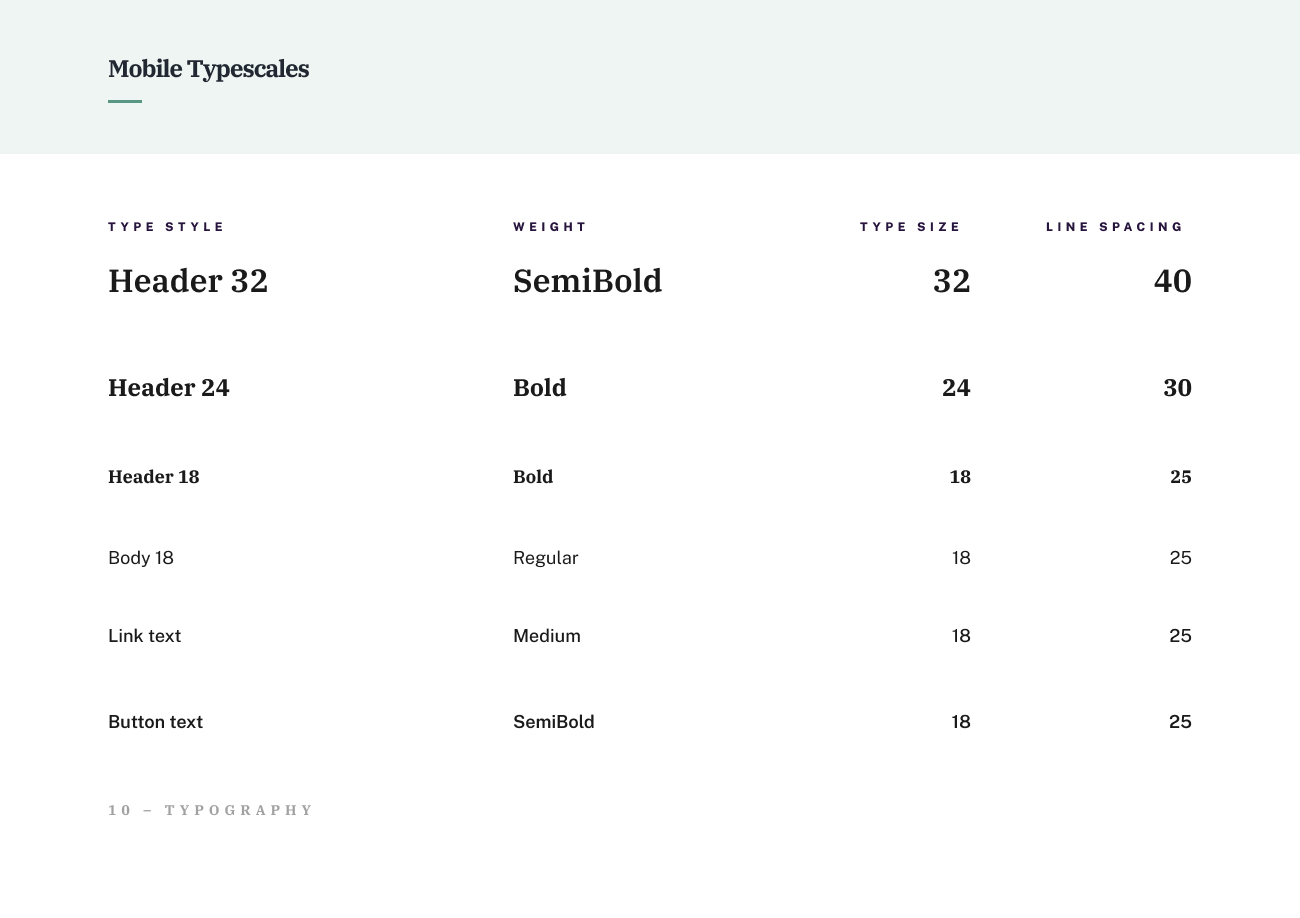 Mobile Typescales
TYPE STYLE WEIGHT TYPE SIZE LINE SPACING
Header 32 SemiBold 32 40
Header 24 Bold 24 30
Header 18 Bold 18 25
Body 18 Regular 18 25
Link text Medium 18 25
Button text SemiBold 18 25
10 – TYPOGRAPHY